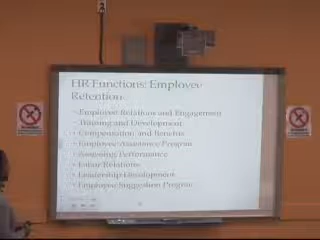 HR Functions: Employee
Retention
Employee Relations and Engagement
Training and Development
Compensation and Benefits
Employee Assistance Program
Assessing Performance
Labor Relations
Leadership Development
Employee Suggestion Program